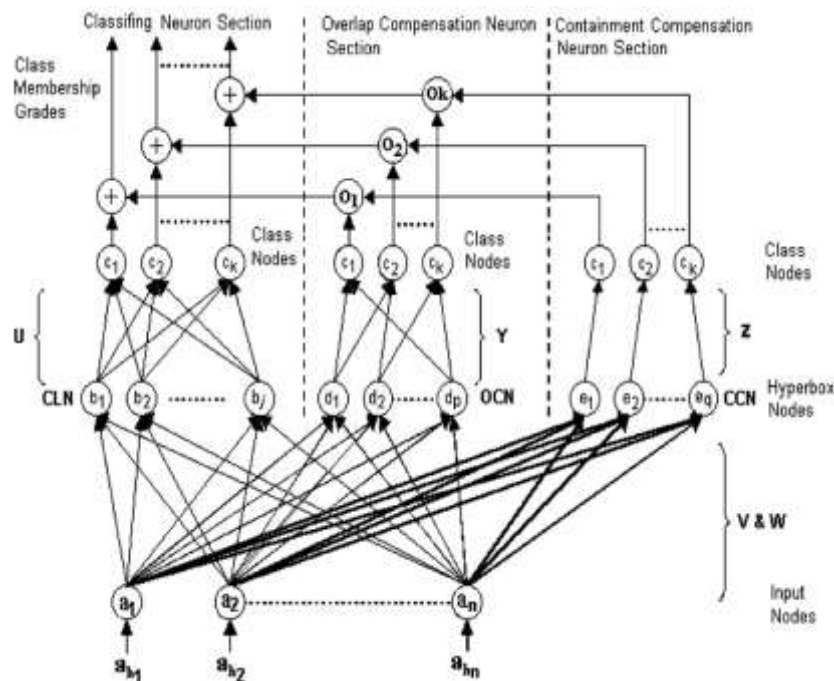 Classifing Neuron Section
Overlap Compensation Neuron
Section
Containment Compensation
Neuron Section
Class
Membership
Grades
+ Ok
+ O2
+ O1
c1 c2 ck
Class
Nodes
c1 c2 ck
Class
Nodes
c1 c2 ck
Class
Nodes
U
Y
Z
CLN b1 b2 bj
d1 d2 dp OCN
e1 e2 eq CCN
Hyperbox
Nodes
V & W
a1 a2 an
Input
Nodes
ah1 ah2 ahn